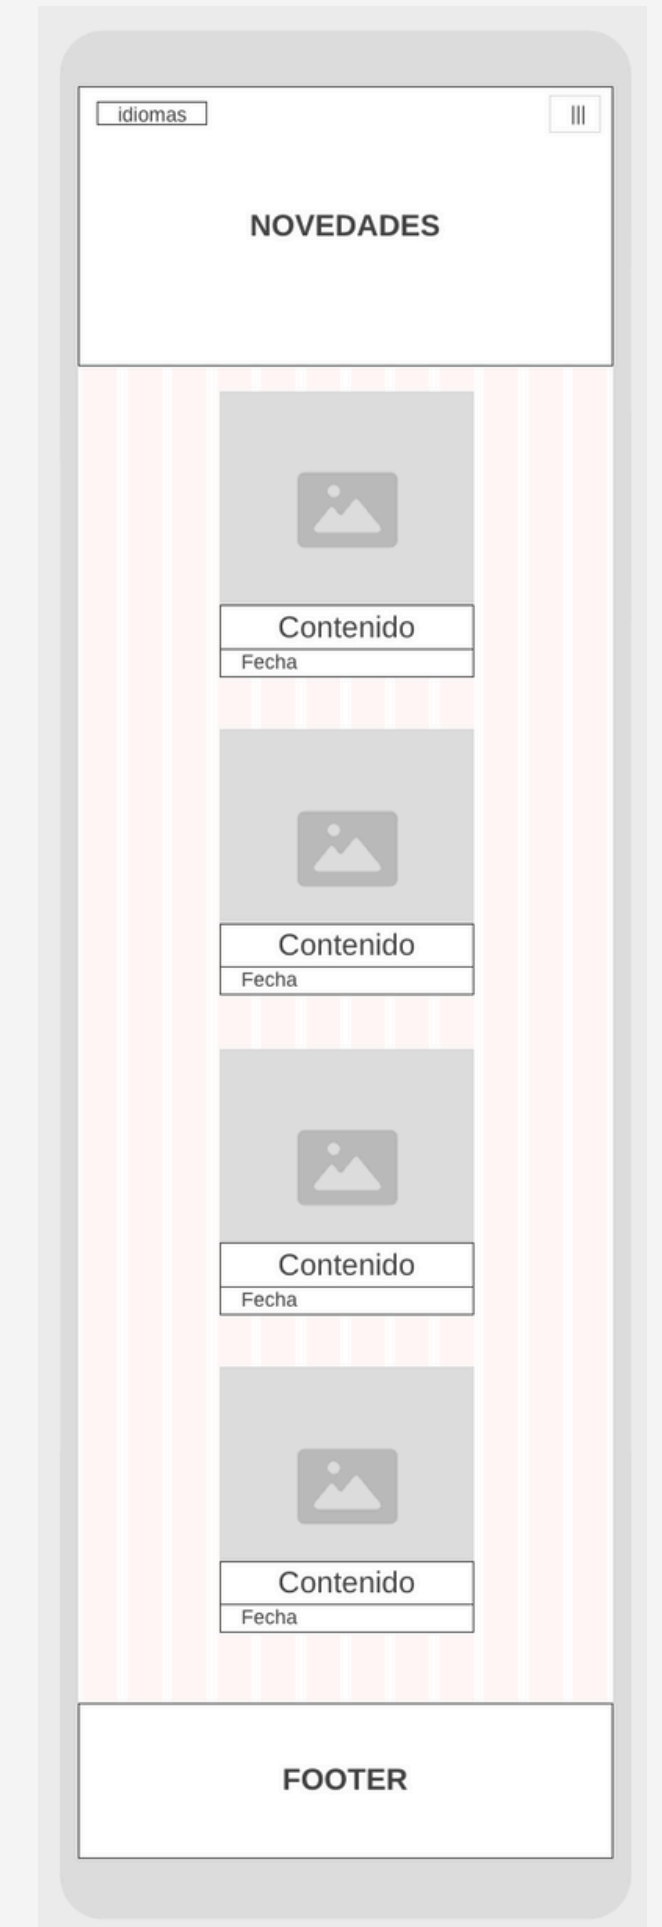 idiomas
NOVEDADES
Contenido
Fecha
Contenido
Fecha
Contenido
Fecha
Contenido
Fecha
FOOTER